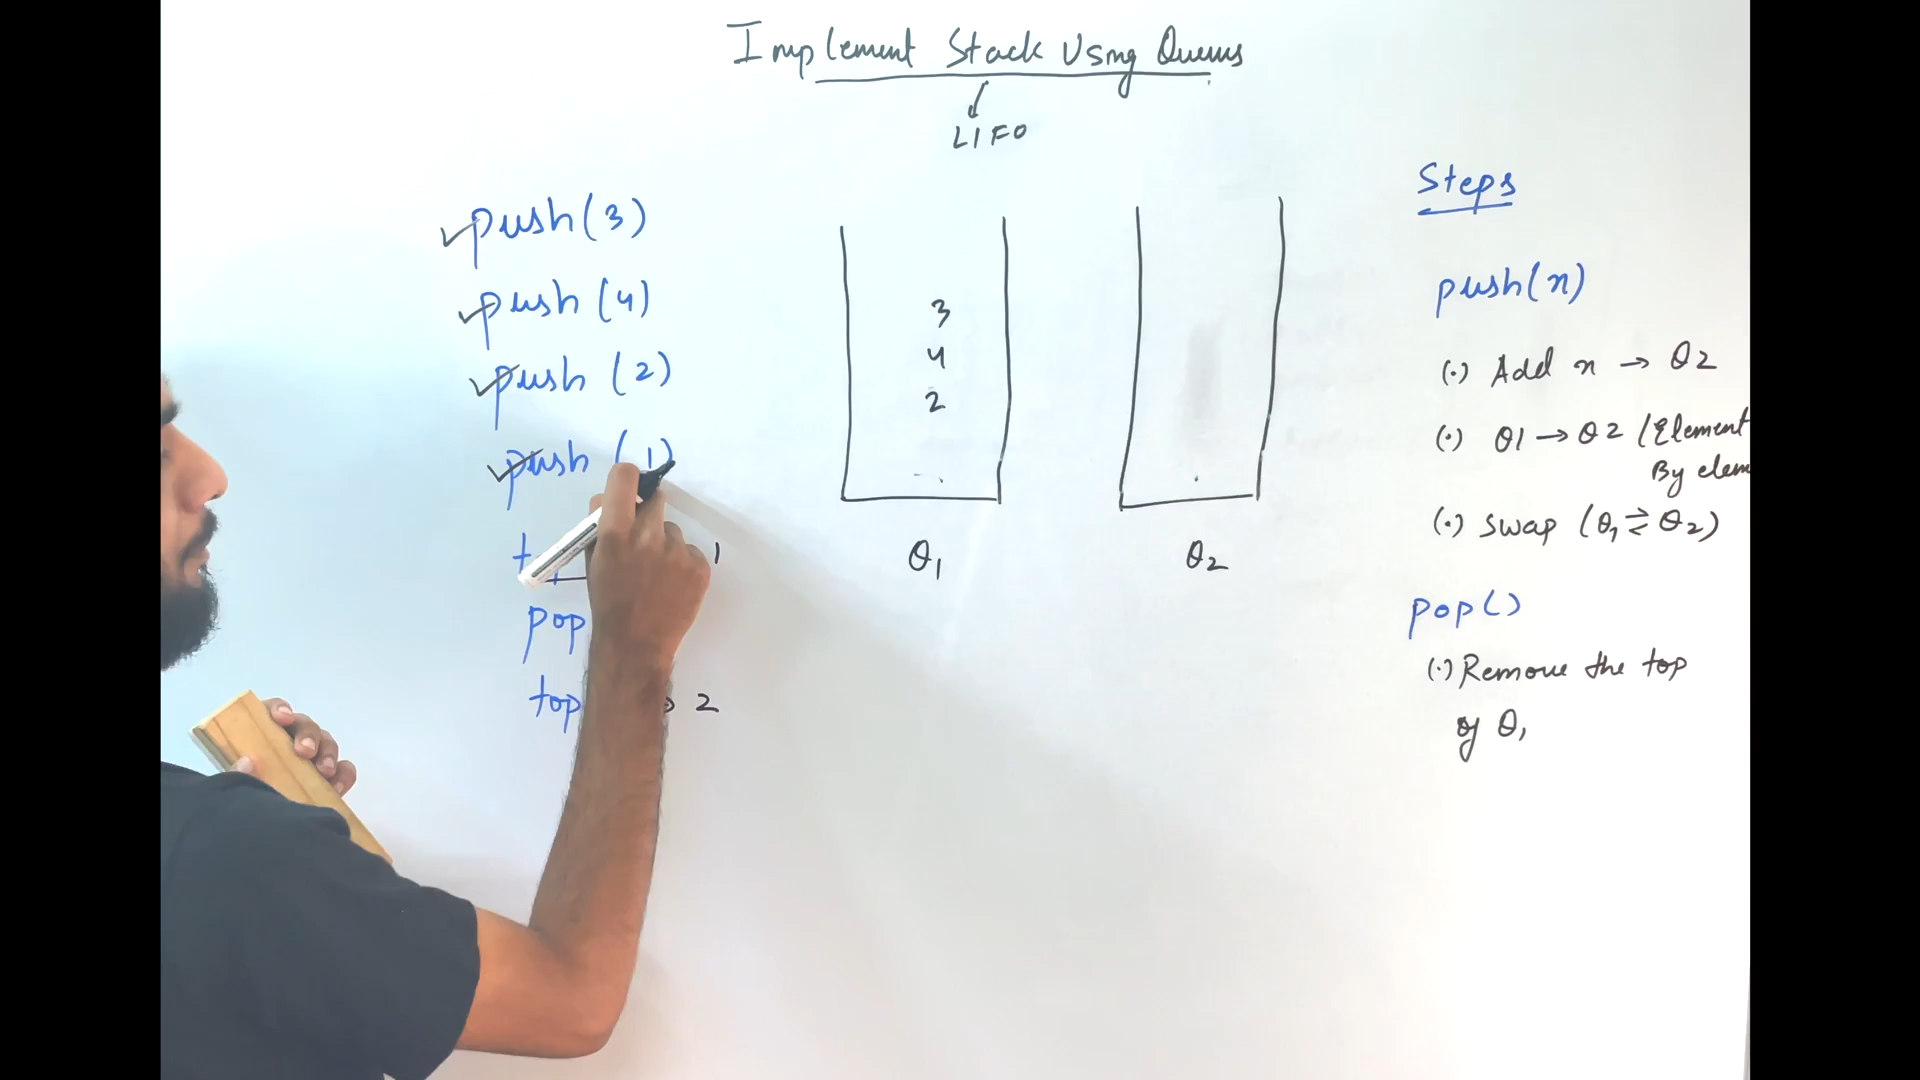 Implement Stack Using Queues
LIFO
push(3)
push(4)
push(2)
push(1)
1
pop
top 2
3
4
2
Q1
Q2
Steps
push(x)
(·) Add x → Q2
(·) Q1 → Q2 (Element
By elem
(·) Swap (Q1 ⇄ Q2)
pop()
(·) Remove the top
of Q1